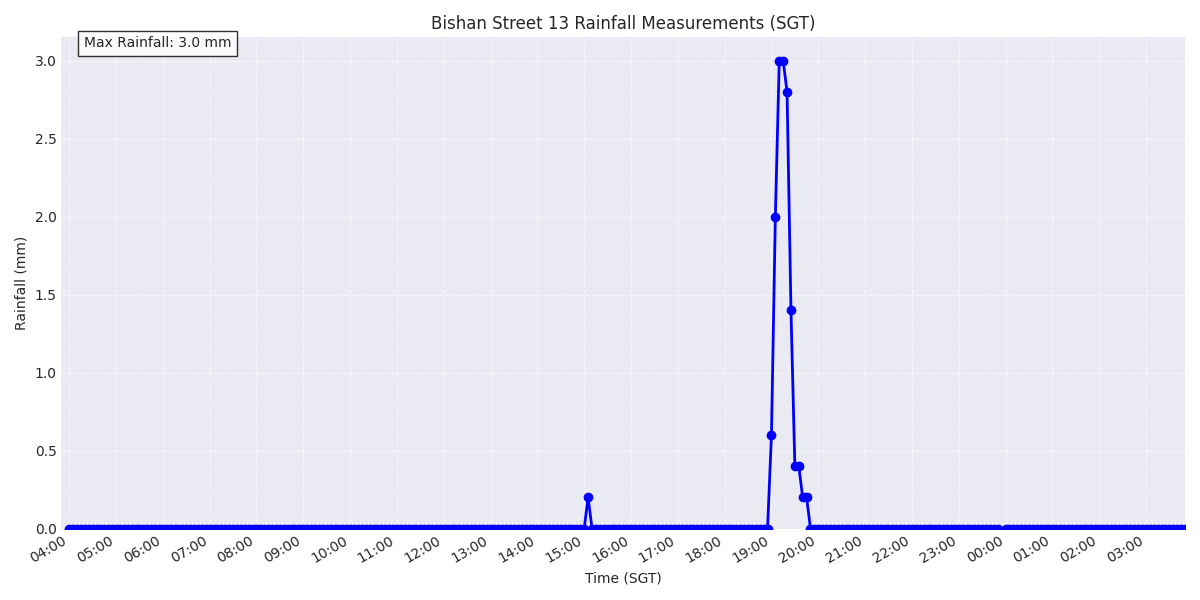 Bishan Street 13 Rainfall Measurements (SGT)
Max Rainfall: 3.0 mm
3.0
2.5
2.0
1.5
1.0
0.5
0.0
Rainfall (mm)
04:00 05:00 06:00 07:00 08:00 09:00 10:00 11:00 12:00 13:00 14:00 15:00 16:00 17:00 18:00 19:00 20:00 21:00 22:00 23:00 00:00 01:00 02:00 03:00
Time (SGT)